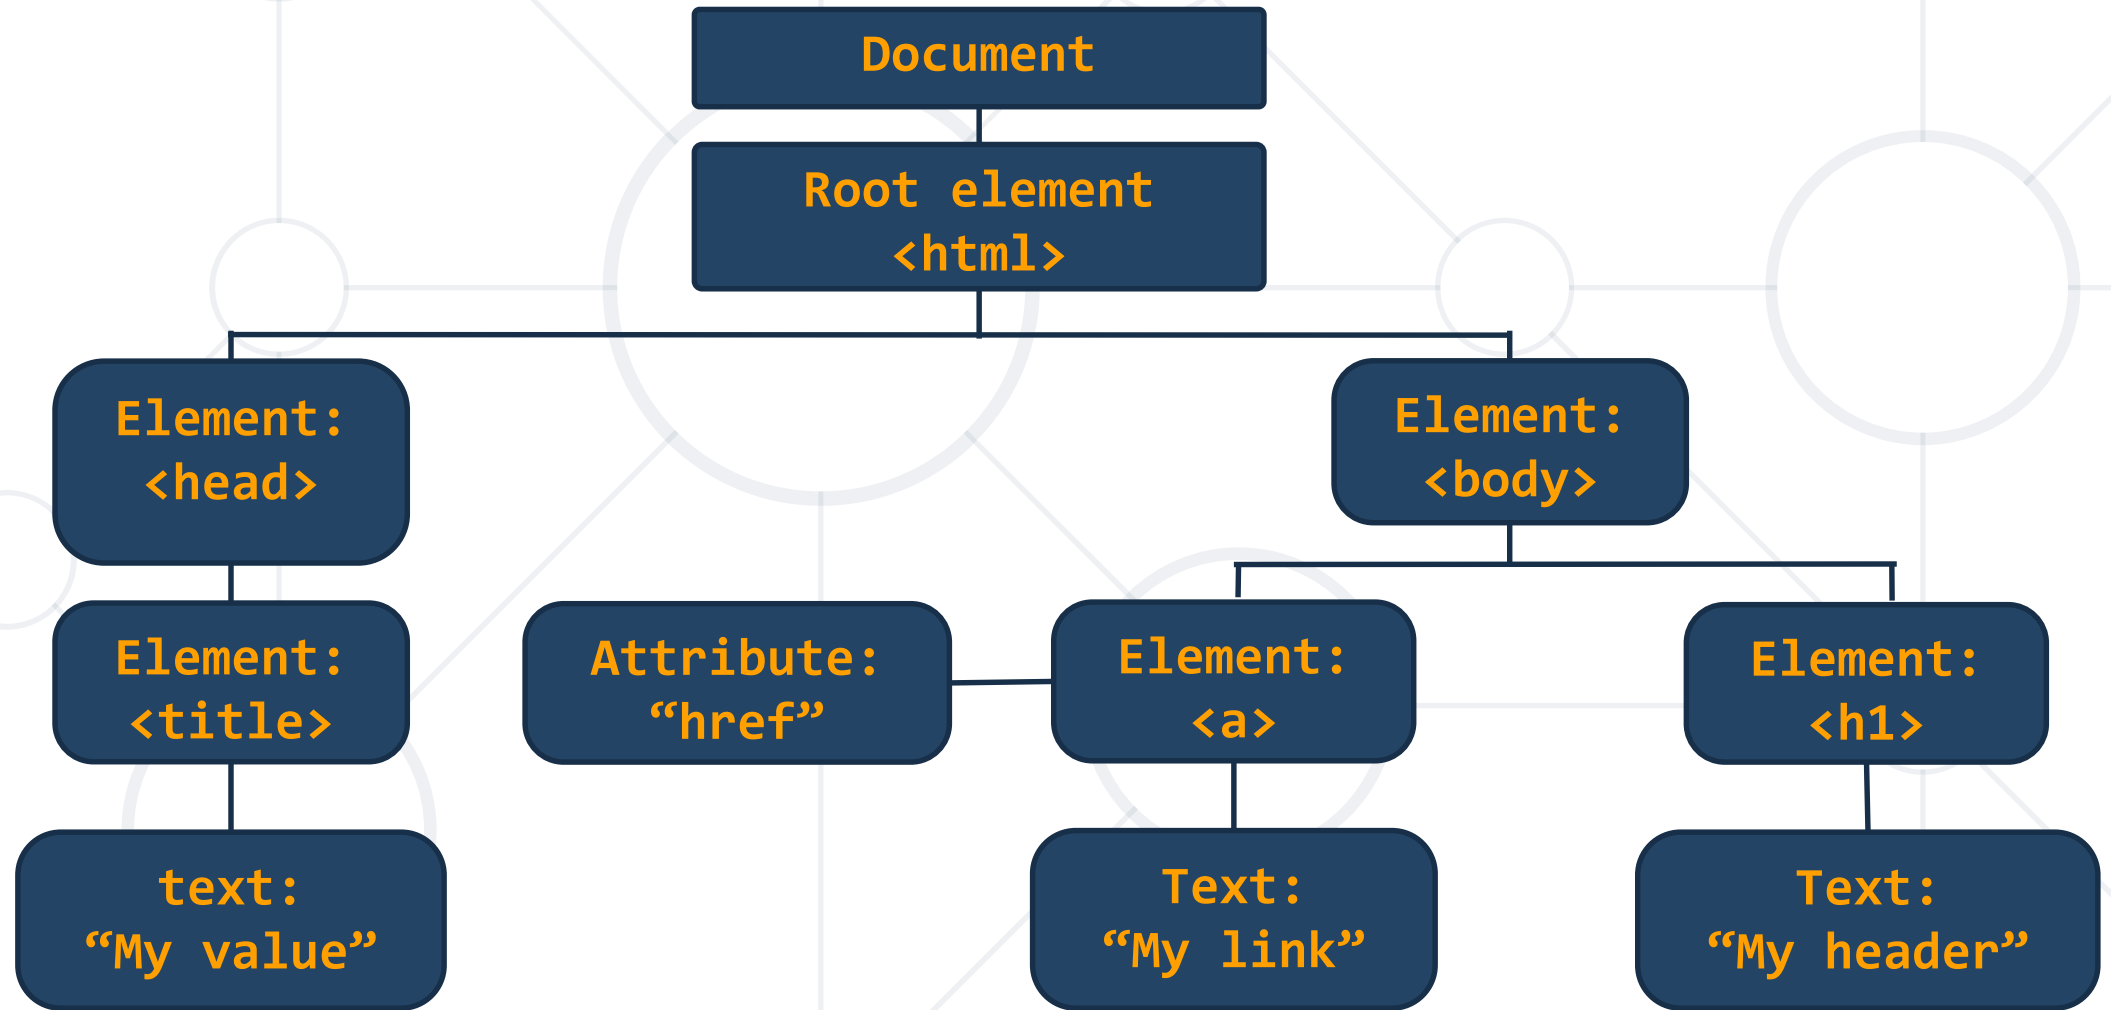 Document
Root element
<html>
Element:
<head>
Element:
<body>
Element:
<title>
Attribute:
“href”
Element:
<a>
Element:
<h1>
text:
“My value”
Text:
“My link”
Text:
“My header”